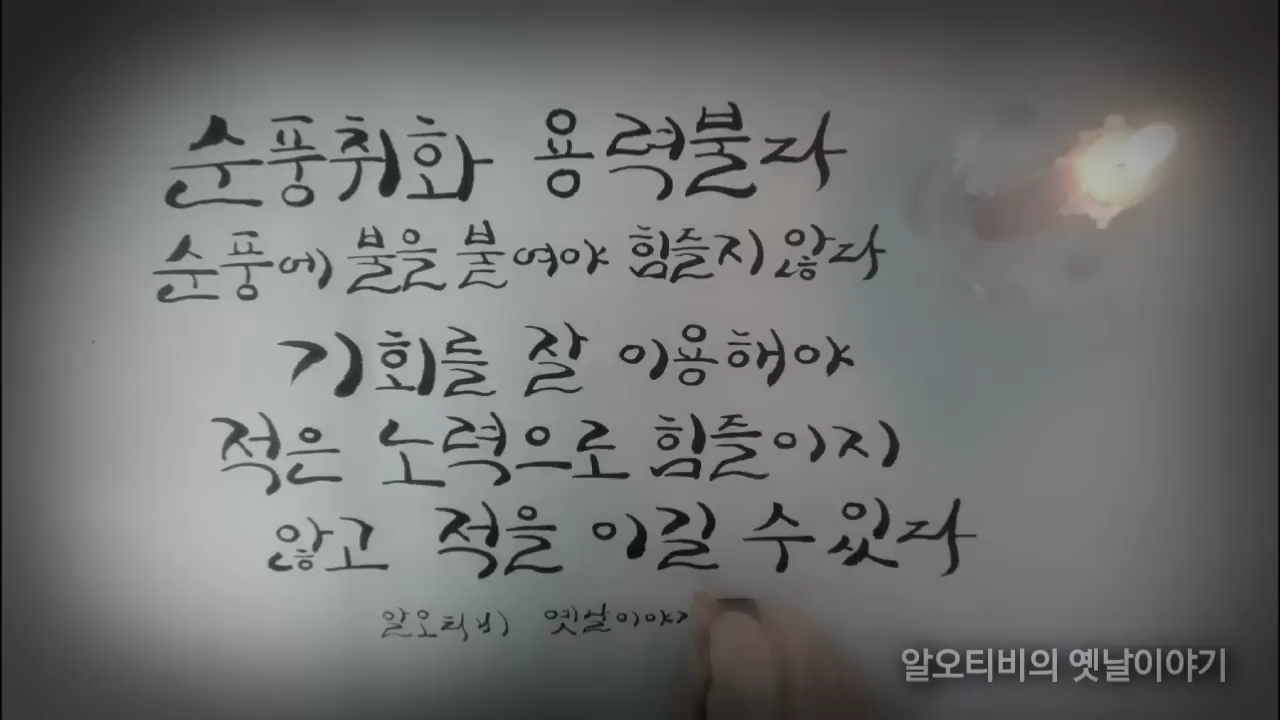 순풍취화 용력불다
순풍에 불을 붙여야 힘들지 않다
기회를 잘 이용해야
적은 노력으로 힘들이지
않고 적을 이길 수 있다
알오티비 옛날이야기
알오티비의 옛날이야기